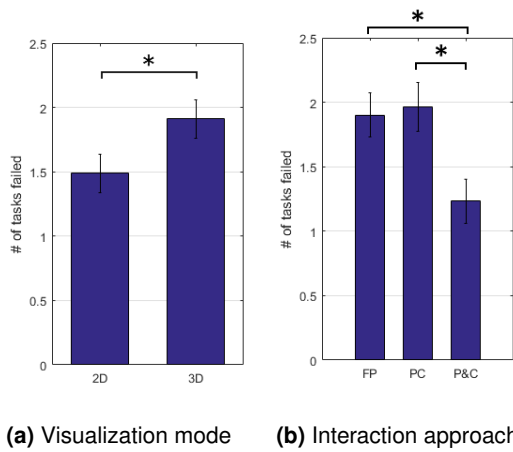 *
2.5
2
1.5
1
0.5
0
# of tasks failed
2D
3D
*
*
2.5
2
1.5
1
0.5
0
# of tasks failed
FP
PC
P&C
(a) Visualization mode
(b) Interaction approach